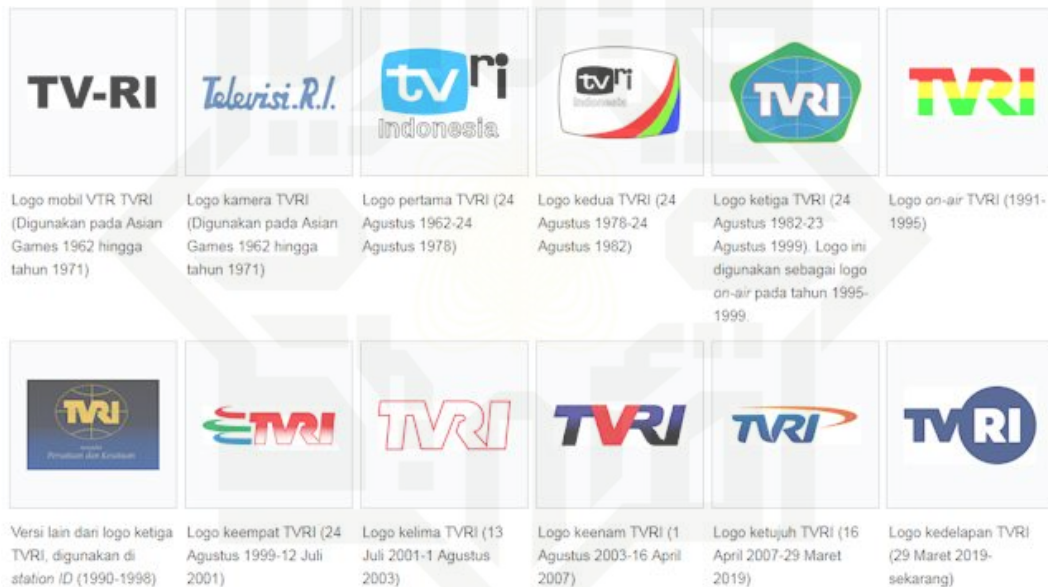 TV-RI
Televisi.R.I.
tv ri
Indonesia
tv ri
Indonesia
TVRI
TVRI
Logo mobil VTR TVRI
(Digunakan pada Asian
Games 1962 hingga
tahun 1971)
Logo kamera TVRI
(Digunakan pada Asian
Games 1962 hingga
tahun 1971)
Logo pertama TVRI (24
Agustus 1962-24
Agustus 1978)
Logo kedua TVRI (24
Agustus 1978-24
Agustus 1982)
Logo ketiga TVRI (24
Agustus 1982-23
Agustus 1999). Logo ini
digunakan sebagai logo
on-air pada tahun 1995-
1999.
Logo on-air TVRI (1991-
1995)
TVRI
Persatuan dan Kesatuan
TVRI
TVRI
TVRI
TVRI
TVRI
Versi lain dari logo ketiga
TVRI, digunakan di
station ID (1990-1998)
Logo keempat TVRI (24
Agustus 1999-12 Juli
2001)
Logo kelima TVRI (13
Juli 2001-1 Agustus
2003)
Logo keenam TVRI (1
Agustus 2003-16 April
2007)
Logo ketujuh TVRI (16
April 2007-29 Maret
2019)
Logo kedelapan TVRI
(29 Maret 2019-
sekarang)